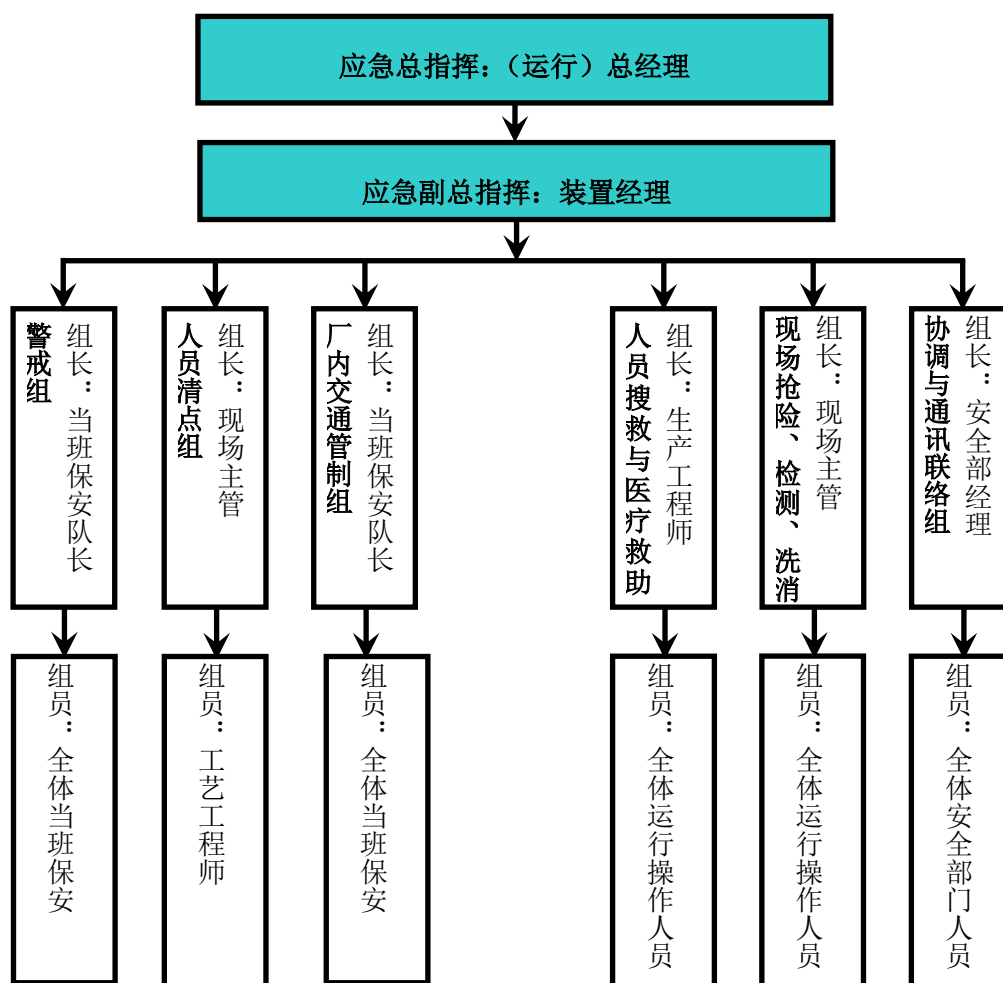 应急总指挥：（运行）总经理
应急副总指挥：装置经理
警戒组
组长：当班保安队长
人员清点组
组长：现场主管
厂内交通管制组
组长：当班保安队长
人员搜救与医疗救助
组长：生产工程师
现场抢险、检测、洗消
组长：现场主管
协调与通讯联络组
组长：安全部经理
组员：全体当班保安
组员：工艺工程师
组员：全体当班保安
组员：全体运行操作人员
组员：全体运行操作人员
组员：全体安全部门人员